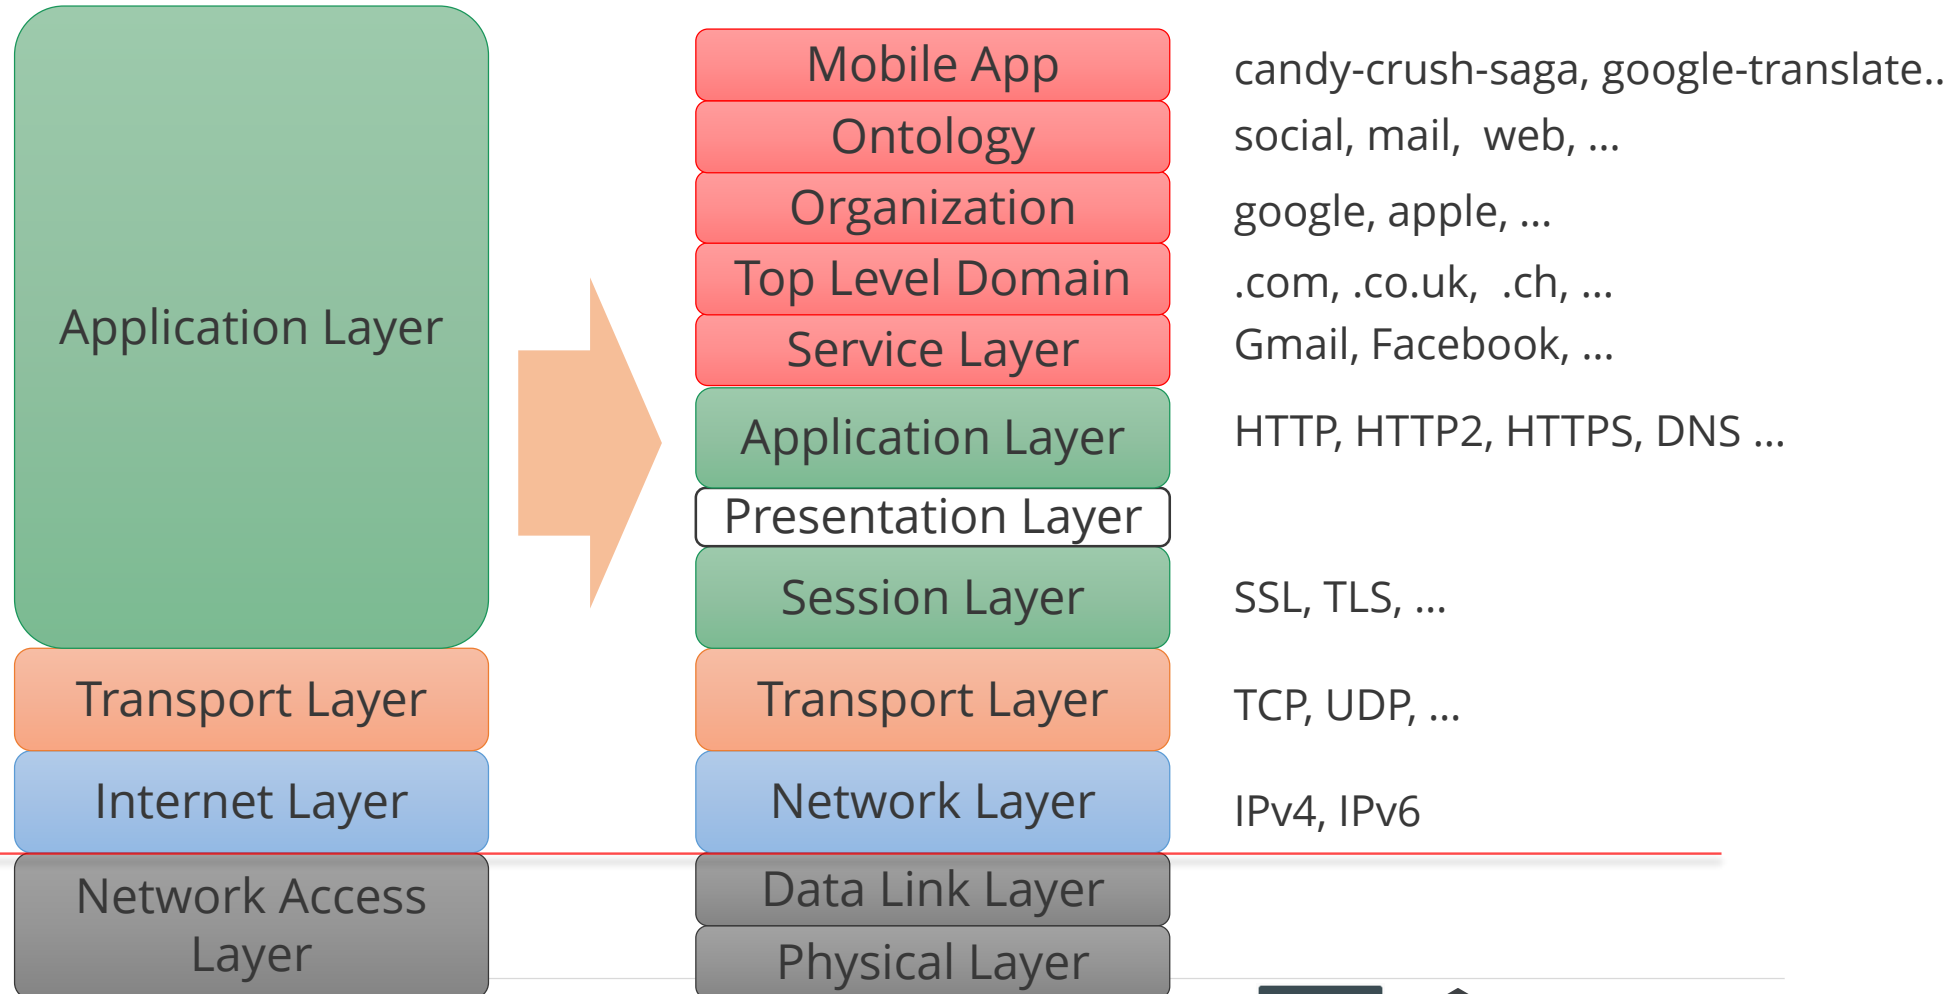 Application Layer
Transport Layer
Internet Layer
Network Access
Layer
Mobile App
candy-crush-saga, google-translate..
Ontology
social, mail, web, ...
Organization
google, apple, ...
Top Level Domain
.com, .co.uk, .ch, ...
Service Layer
Gmail, Facebook, ...
Application Layer
HTTP, HTTP2, HTTPS, DNS ...
Presentation Layer
Session Layer
SSL, TLS, ...
Transport Layer
TCP, UDP, ...
Network Layer
IPv4, IPv6
Data Link Layer
Physical Layer